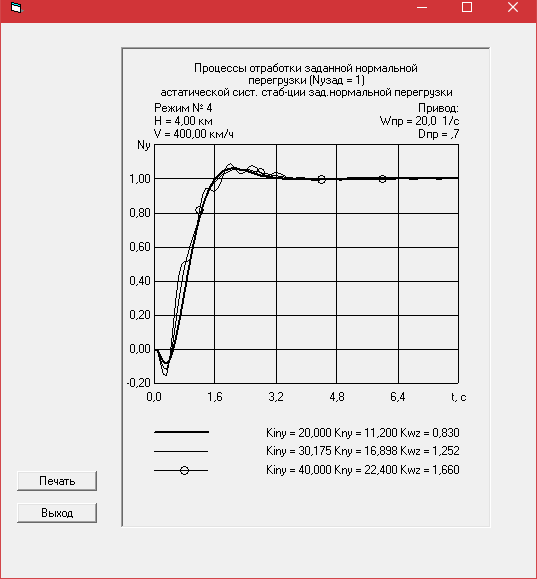 Процессы отработки заданной нормальной
перегрузки (Nyзад = 1)
астатической сист. стаб-ции зад.нормальной перегрузки
Режим № 4 Привод:
H = 4,00 км Wпр = 20,0 1/с
V = 400,00 км/ч Dпр = ,7
Ny
1,00
0,80
0,60
0,40
0,20
0,00
-0,20
0,0 1,6 3,2 4,8 6,4 t, с
Kiny = 20,000 Kny = 11,200 Kwz = 0,830
Kiny = 30,175 Kny = 16,898 Kwz = 1,252
Kiny = 40,000 Kny = 22,400 Kwz = 1,660
Печать
Выход